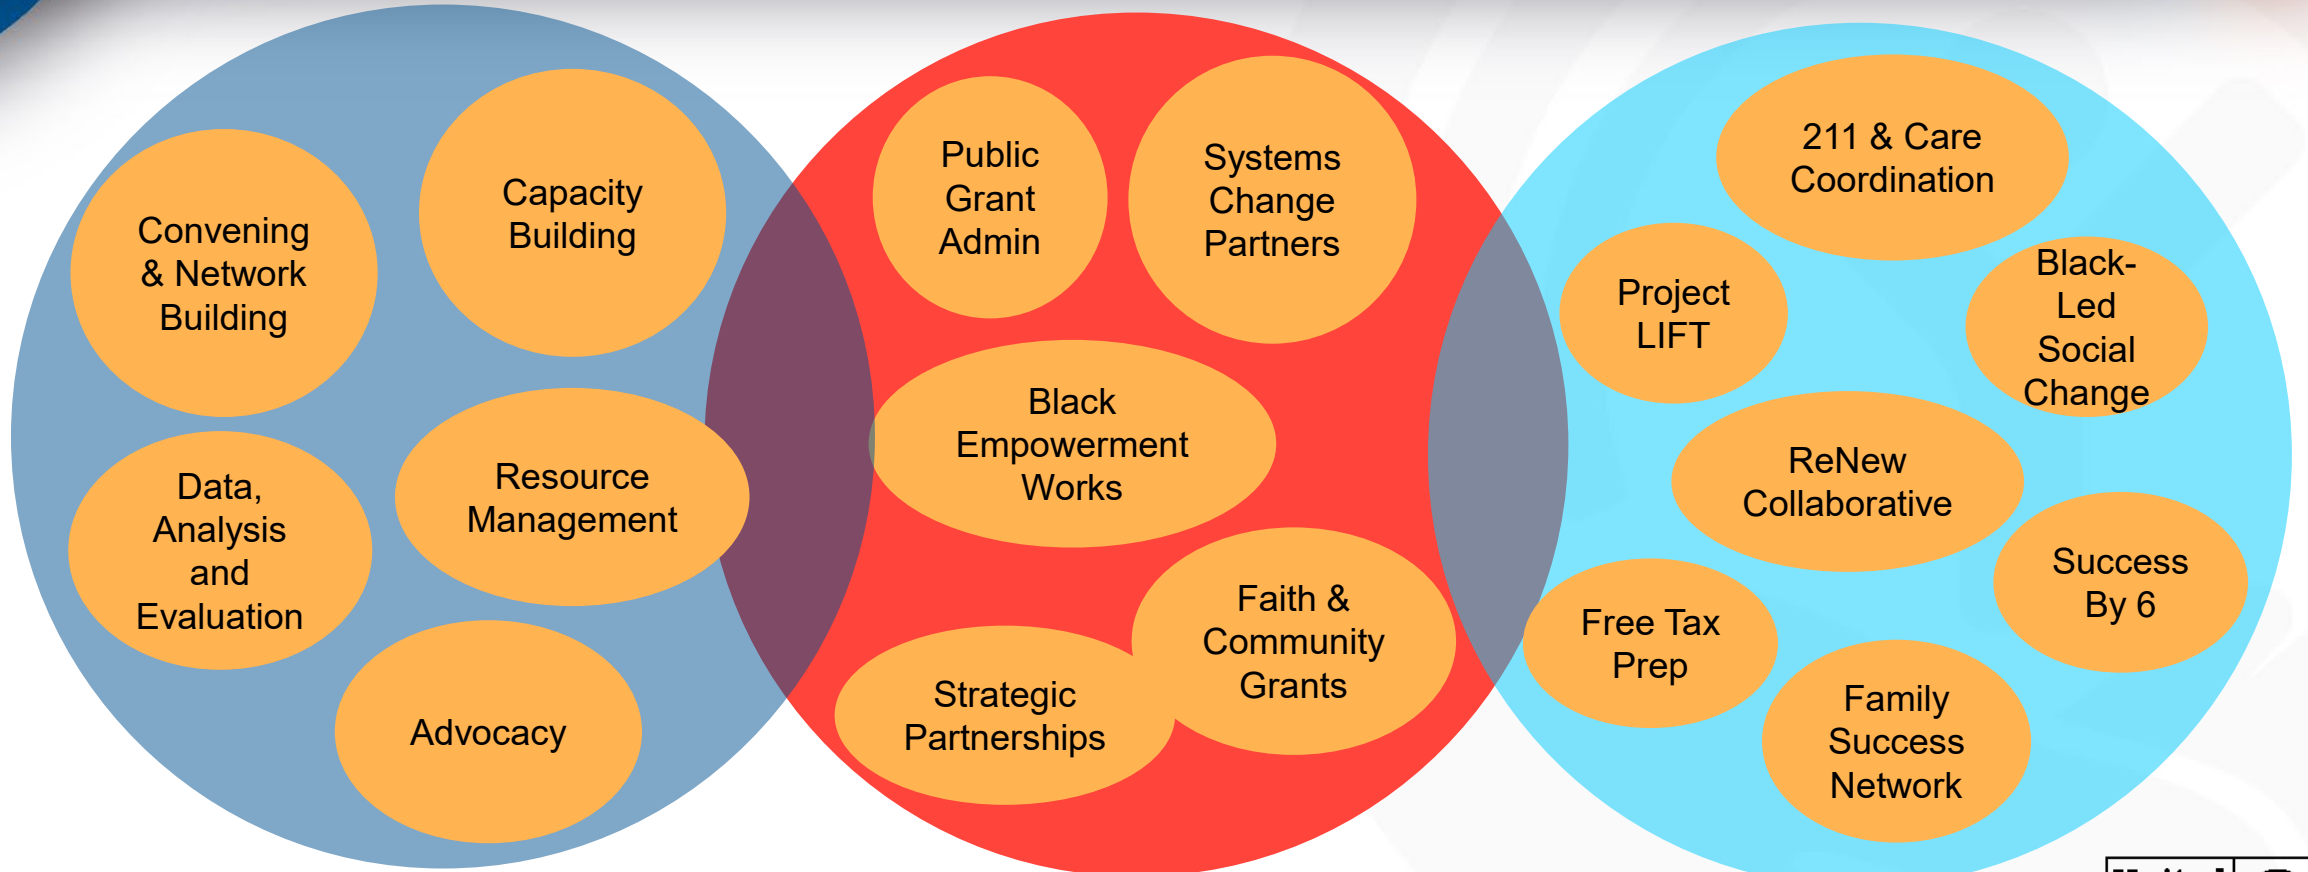 Convening
& Network
Building
Capacity
Building
Data,
Analysis
and
Evaluation
Resource
Management
Advocacy
Public
Grant
Admin
Systems
Change
Partners
Black
Empowerment
Works
Faith &
Community
Grants
Strategic
Partnerships
211 & Care
Coordination
Project
LIFT
Black-
Led
Social
Change
ReNew
Collaborative
Success
By 6
Free Tax
Prep
Family
Success
Network